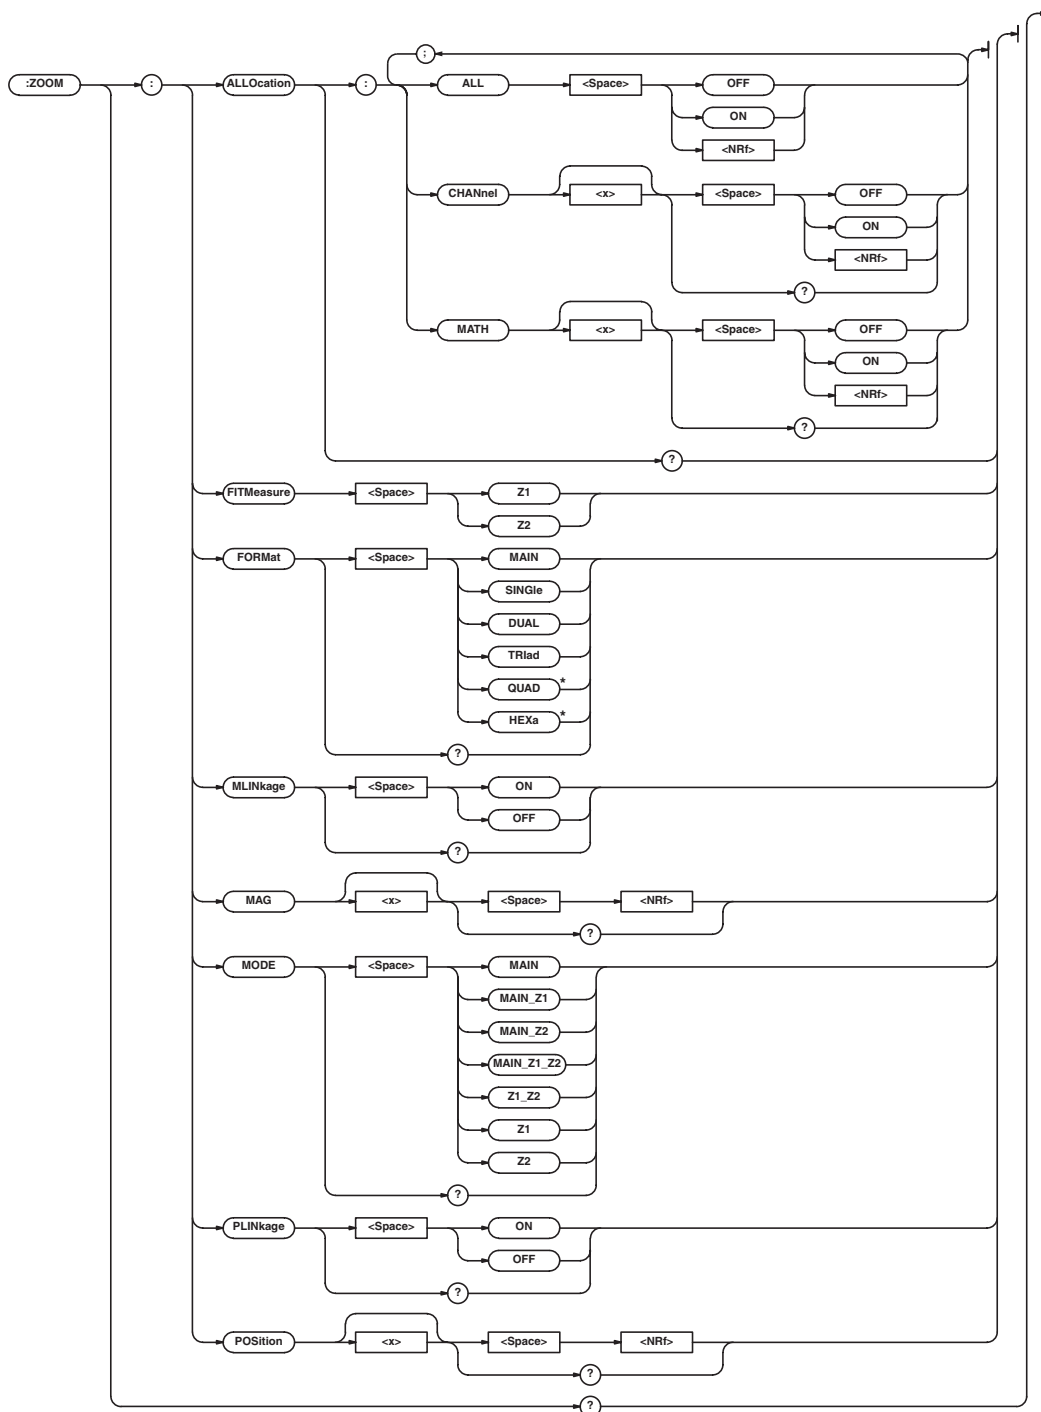 ;
:ZOOM : ALLOcation : ALL <Space> OFF
ON
<NRf>
CHANnel <x> <Space> OFF
ON
<NRf>
?
MATH <x> <Space> OFF
ON
<NRf>
?
?
FITMeasure <Space> Z1
Z2
FORMat <Space> MAIN
SINGle
DUAL
TRIad
QUAD *
HEXa *
?
MLINkage <Space> ON
OFF
?
MAG <x> <Space> <NRf>
?
MODE <Space> MAIN
MAIN_Z1
MAIN_Z2
MAIN_Z1_Z2
Z1_Z2
Z1
Z2
?
PLINkage <Space> ON
OFF
?
POSition <x> <Space> <NRf>
?
?